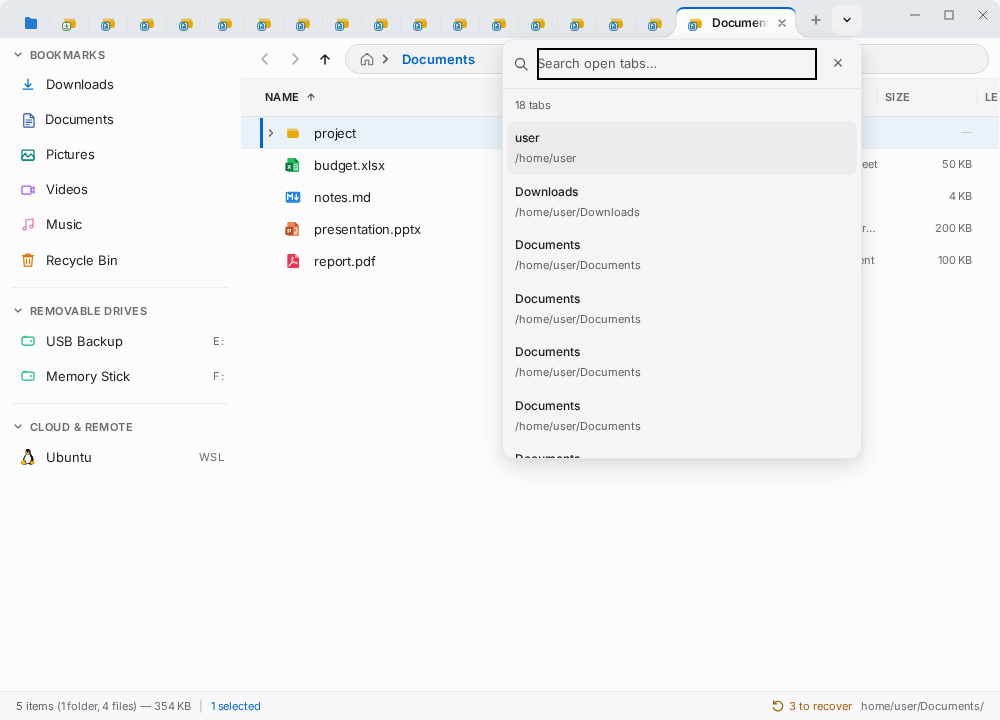 Documen
BOOKMARKS
Downloads
Documents
Pictures
Videos
Music
Recycle Bin
REMOVABLE DRIVES
USB Backup E:
Memory Stick F:
CLOUD & REMOTE
Ubuntu WSL
Documents
NAME SIZE LE
project —
budget.xlsx eet 50 KB
notes.md 4 KB
presentation.pptx r... 200 KB
report.pdf ent 100 KB
Search open tabs...
18 tabs
user
/home/user
Downloads
/home/user/Downloads
Documents
/home/user/Documents
Documents
/home/user/Documents
Documents
/home/user/Documents
Documents
/home/user/Documents
Documents
5 items (1 folder, 4 files) — 354 KB | 1 selected
3 to recover home/user/Documents/